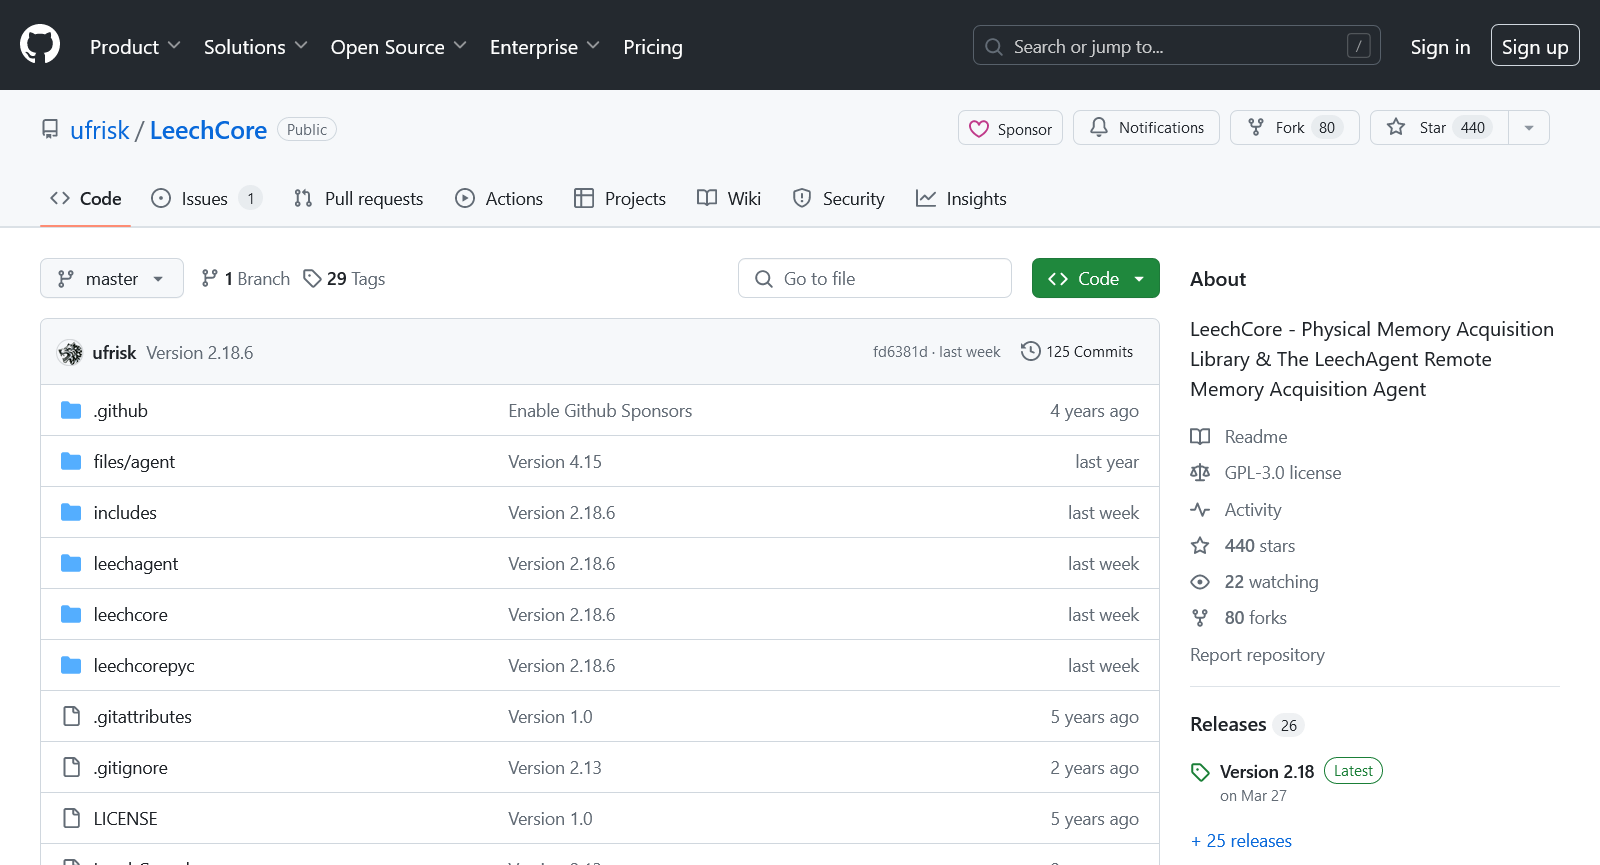 Product Solutions Open Source Enterprise Pricing Search or jump to... / Sign in Sign up
ufrisk / LeechCore Public Sponsor Notifications Fork 80 Star 440
Code Issues 1 Pull requests Actions Projects Wiki Security Insights
master 1 Branch 29 Tags Go to file Code
ufrisk Version 2.18.6 fd6381d · last week 125 Commits
.github Enable Github Sponsors 4 years ago
files/agent Version 4.15 last year
includes Version 2.18.6 last week
leechagent Version 2.18.6 last week
leechcore Version 2.18.6 last week
leechcorepyc Version 2.18.6 last week
.gitattributes Version 1.0 5 years ago
.gitignore Version 2.13 2 years ago
LICENSE Version 1.0 5 years ago
About
LeechCore - Physical Memory Acquisition
Library & The LeechAgent Remote
Memory Acquisition Agent
Readme
GPL-3.0 license
Activity
440 stars
22 watching
80 forks
Report repository
Releases 26
Version 2.18 Latest
on Mar 27
+ 25 releases